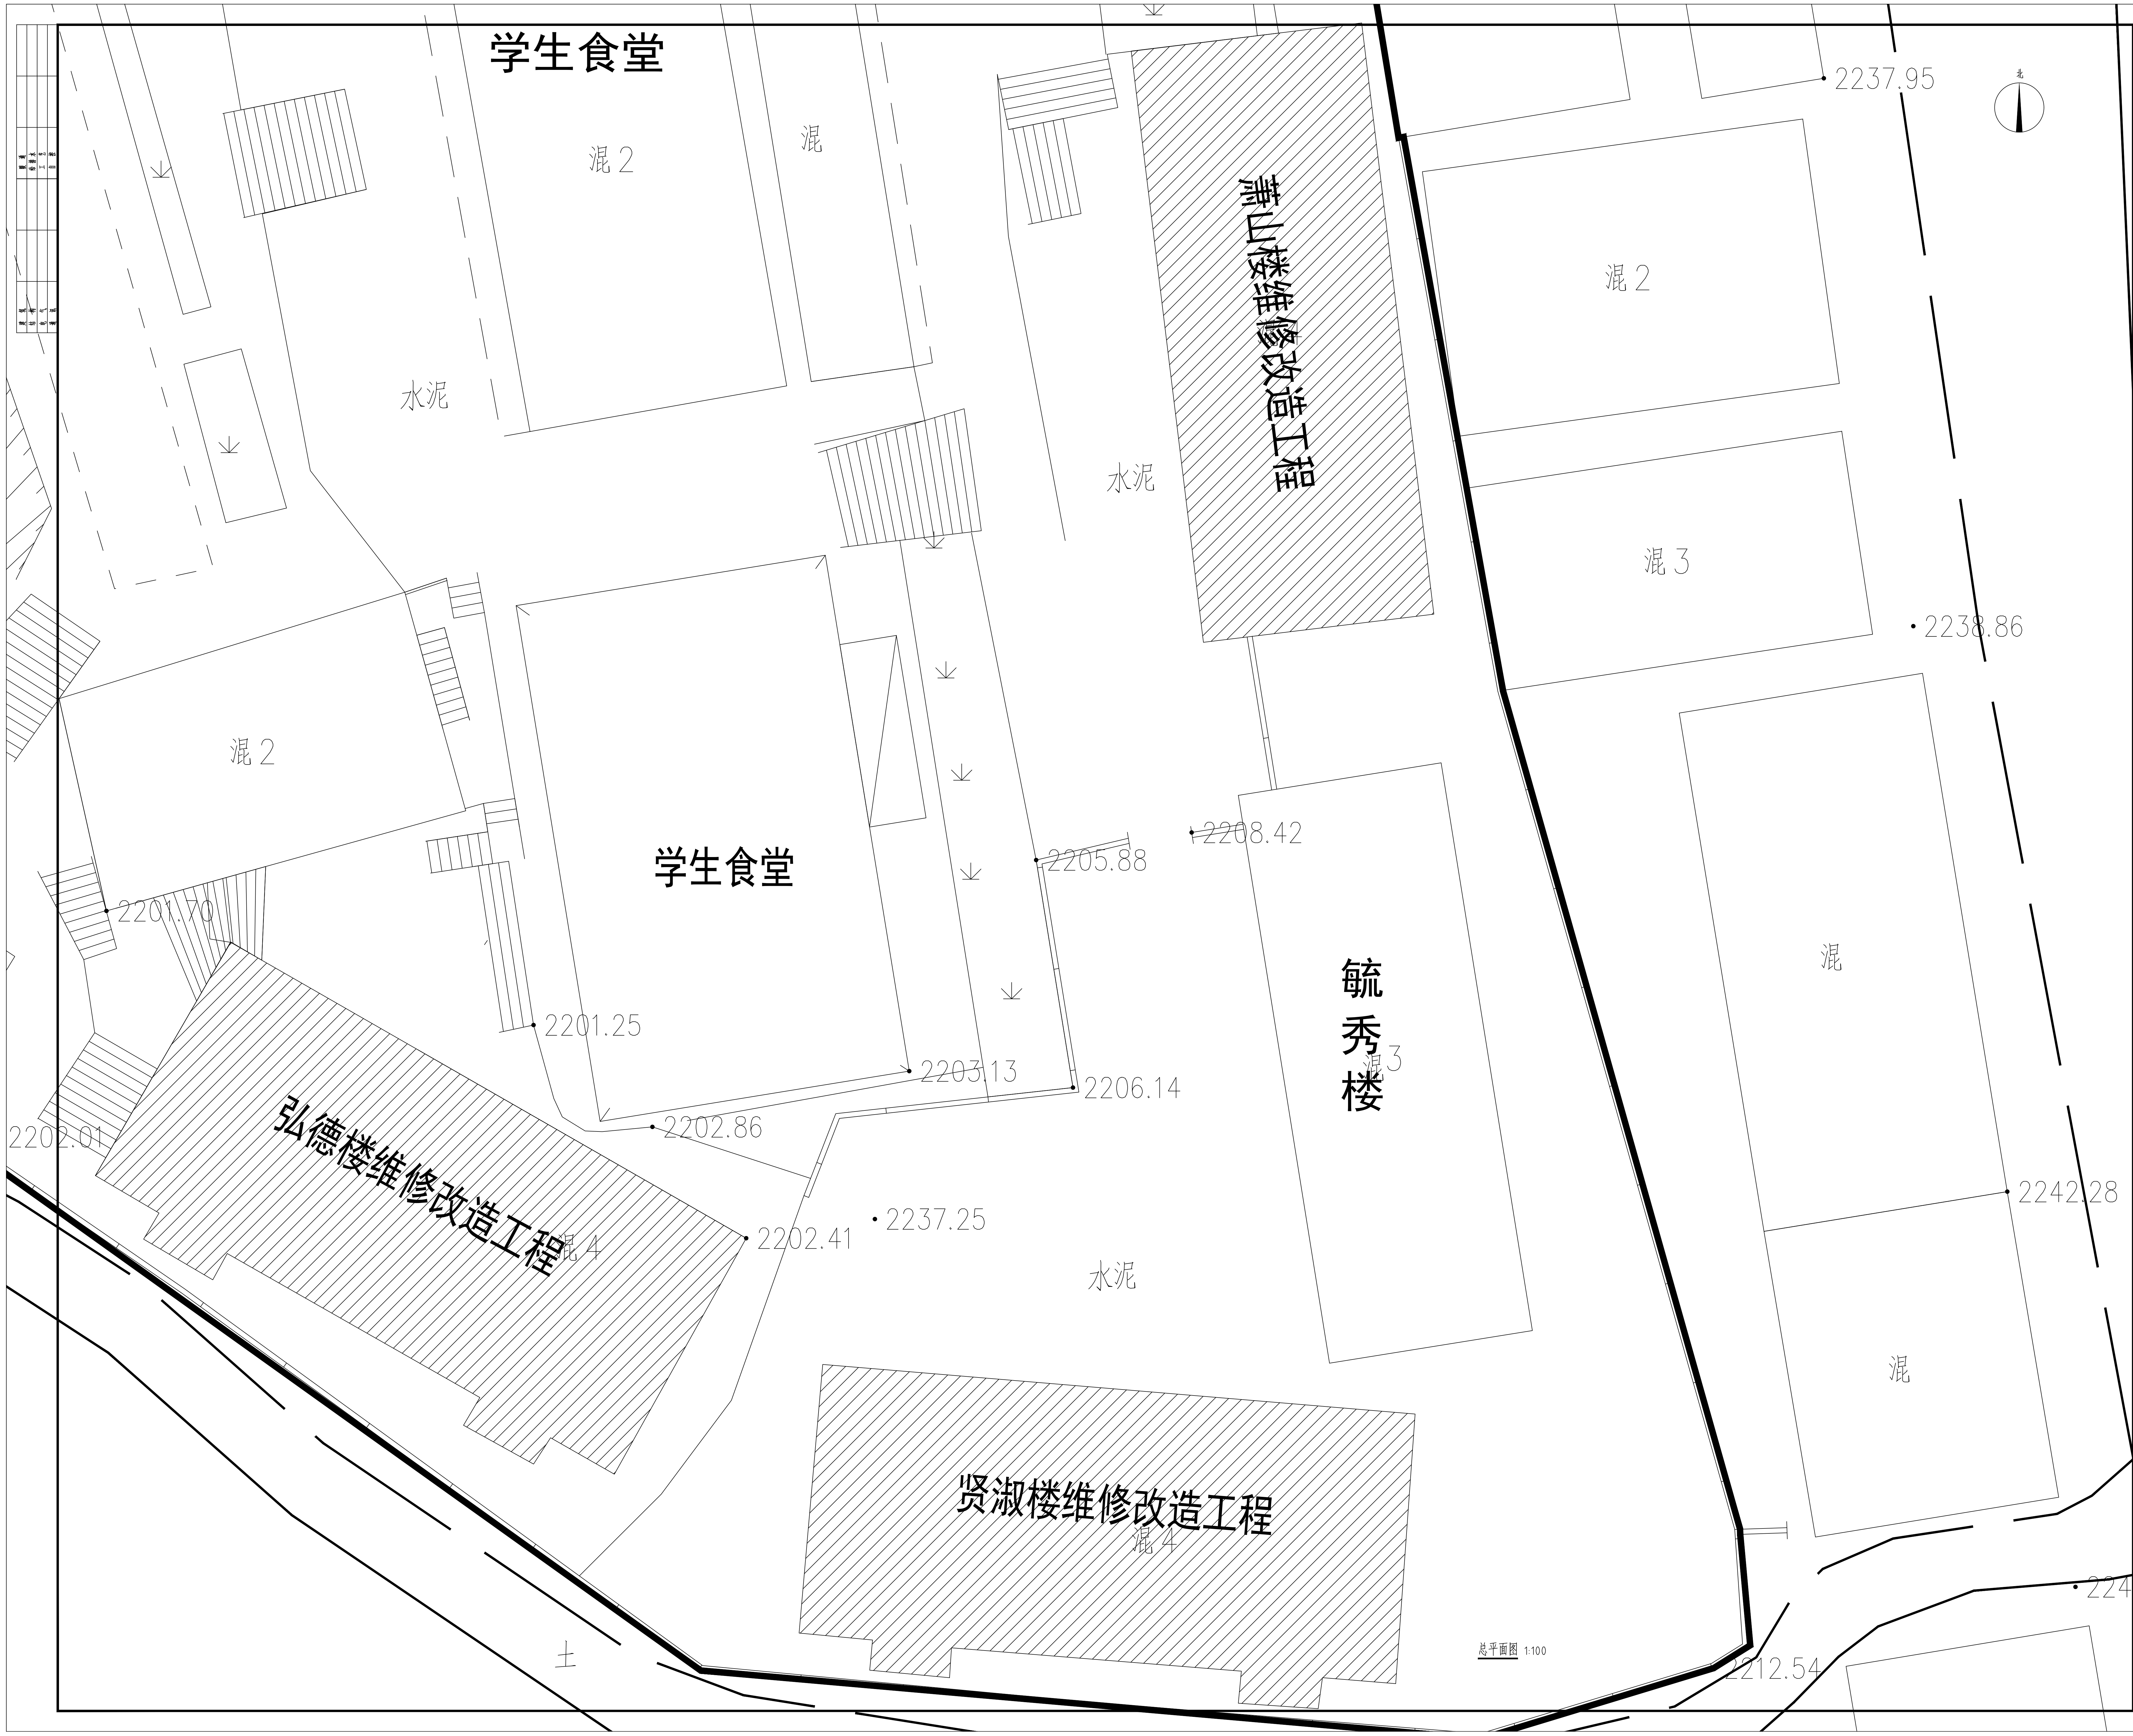 学生食堂
2237.95
北
混
混2
萧山楼维修改造工程
混4
混2
水泥
水泥
混3
2238.86
混2
2208.42
2205.88
学生食堂
2201.70
混
毓
秀
楼
混3
2201.25
2203.13
2206.14
2202.86
2202.01
弘德楼维修改造工程
混4
2242.28
2237.25
2202.41
水泥
混
贤淑楼维修改造工程
混4
224
总平面图 1:100
土
2212.54